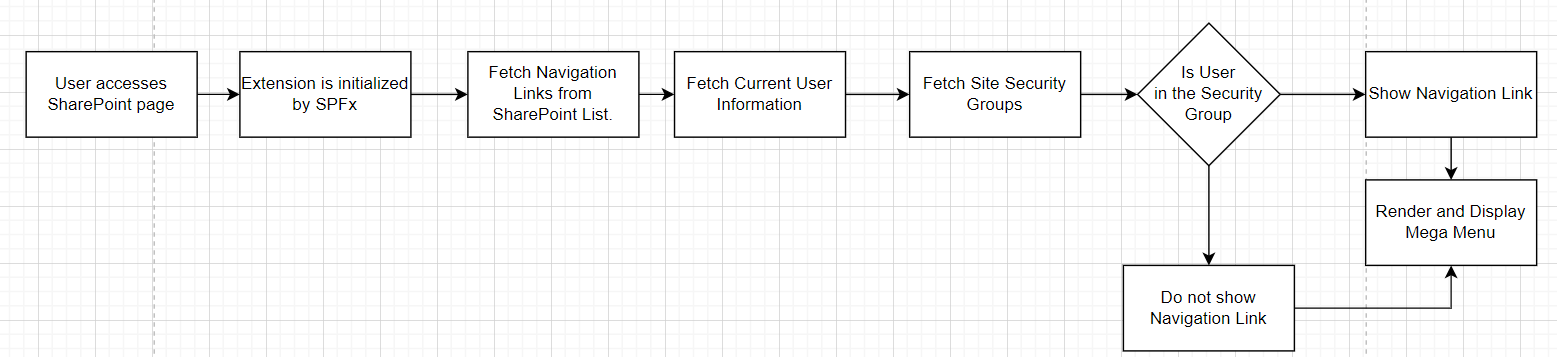 User accesses
SharePoint page
Extension is initialized
by SPFx
Fetch Navigation
Links from
SharePoint List.
Fetch Current User
Information
Fetch Site Security
Groups
Is User
in the Security
Group
Show Navigation Link
Render and Display
Mega Menu
Do not show
Navigation Link